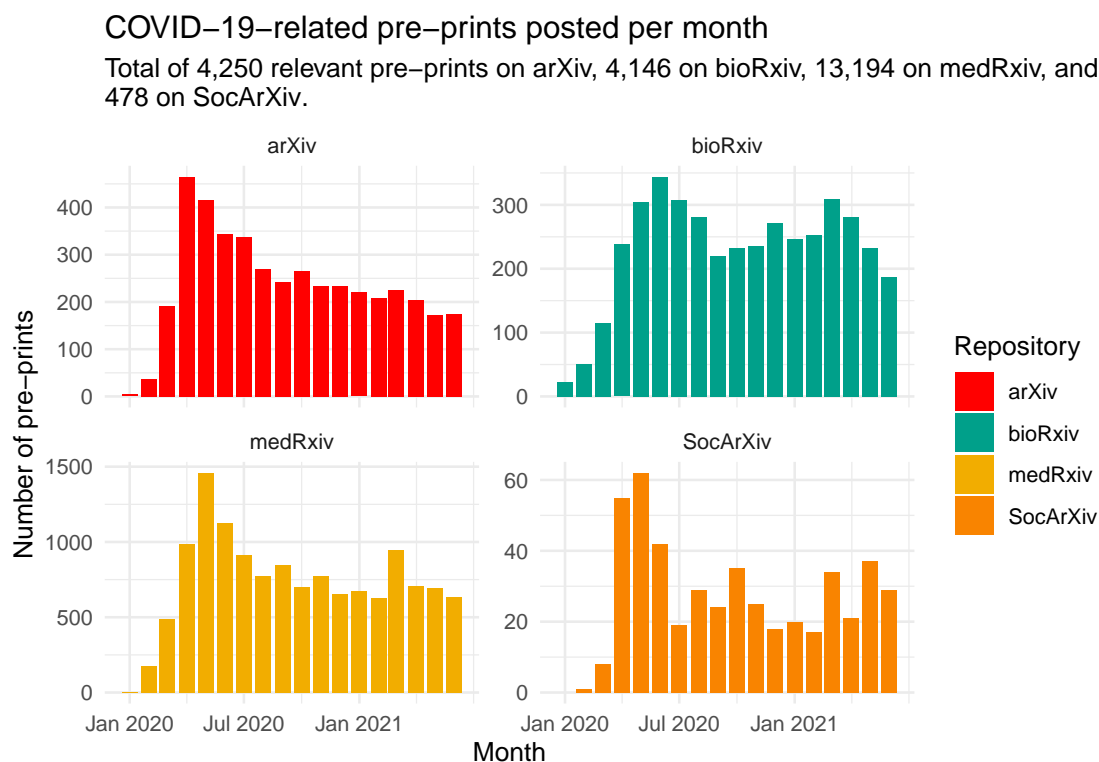 COVID−19−related pre−prints posted per month
Total of 4,250 relevant pre−prints on arXiv, 4,146 on bioRxiv, 13,194 on medRxiv, and
478 on SocArXiv.
arXiv
bioRxiv
400
300
200
100
0
300
200
100
0
medRxiv
SocArXiv
1500
1000
500
0
60
40
20
0
Jan 2020
Jul 2020
Jan 2021
Jan 2020
Jul 2020
Jan 2021
Number of pre−prints
Month
Repository
arXiv
bioRxiv
medRxiv
SocArXiv